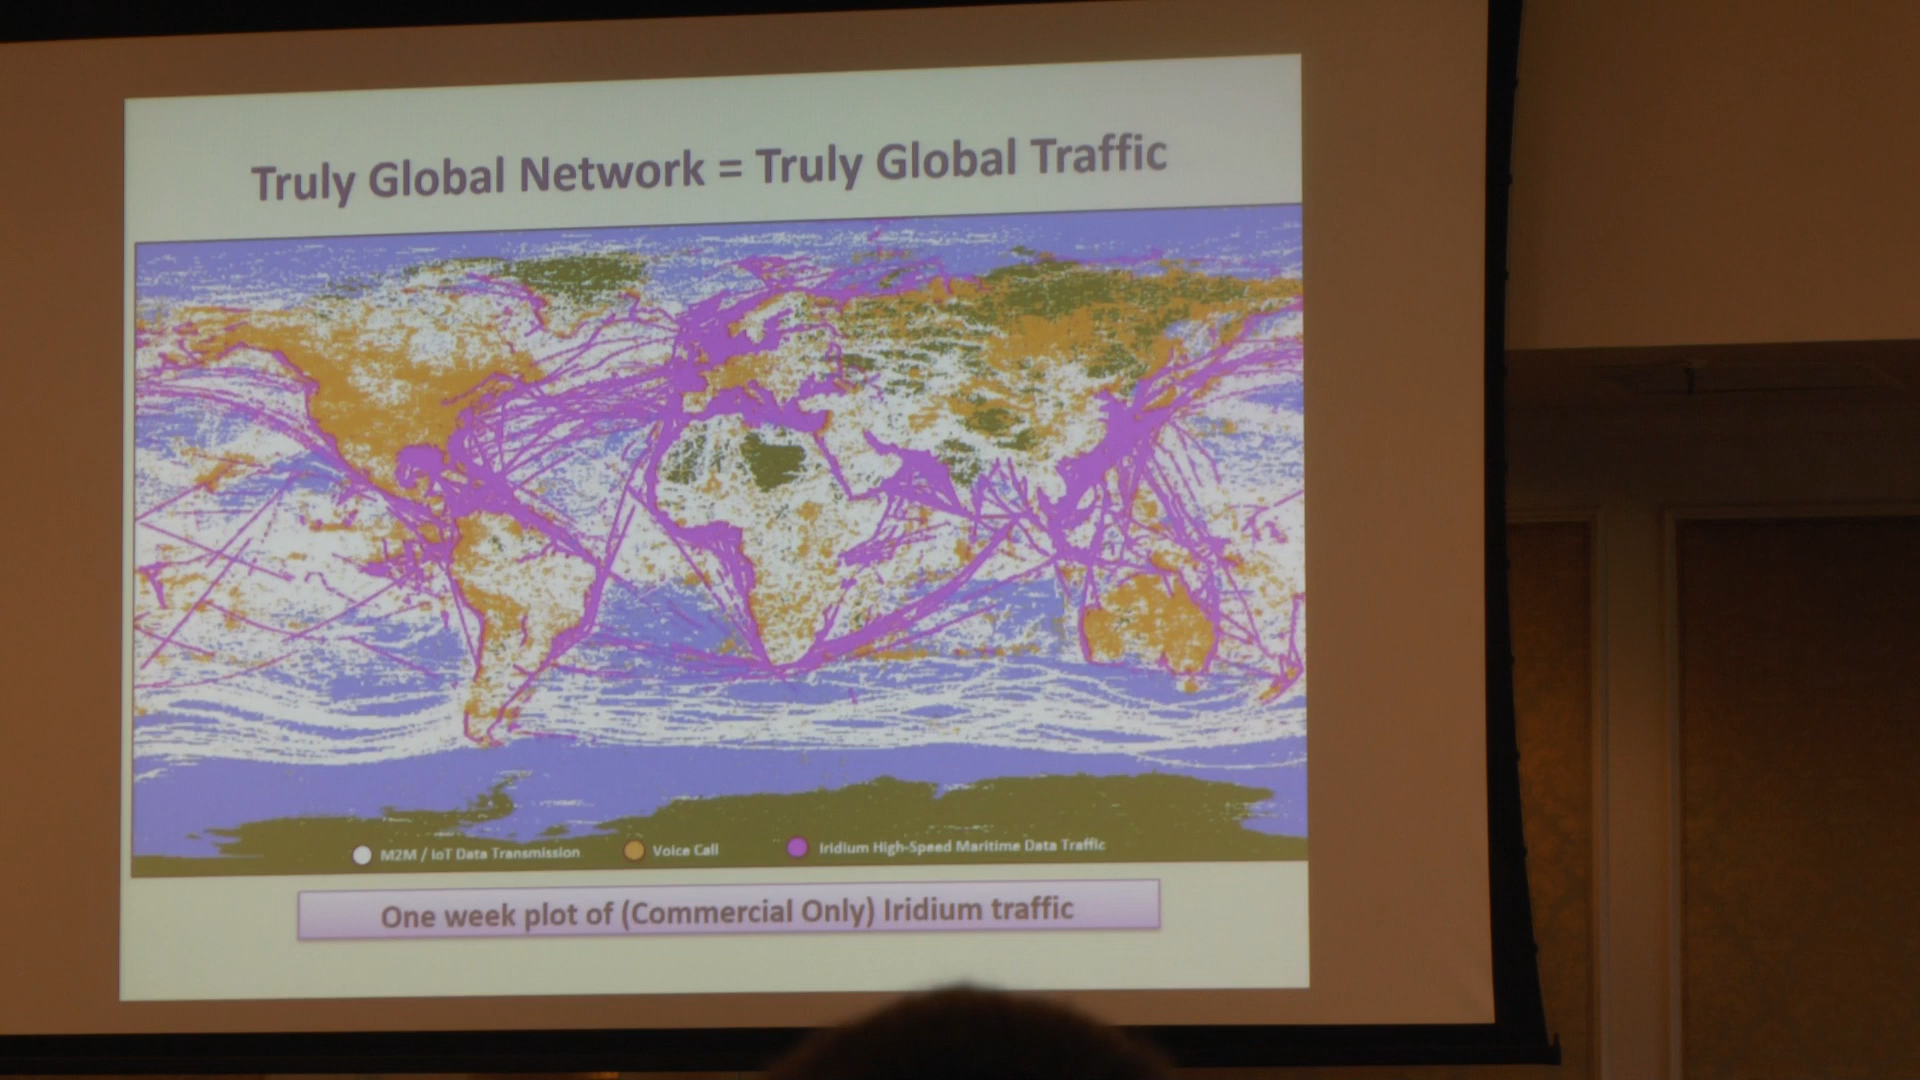 Truly Global Network = Truly Global Traffic
M2M / IoT Data Transmission
Voice Call
Iridium High-Speed Maritime Data Traffic
One week plot of (Commercial Only) Iridium traffic